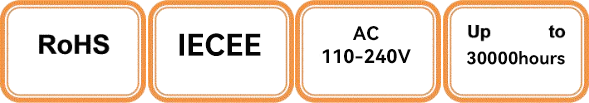 RoHS
IECEE
AC
110-240V
Up to
30000hours